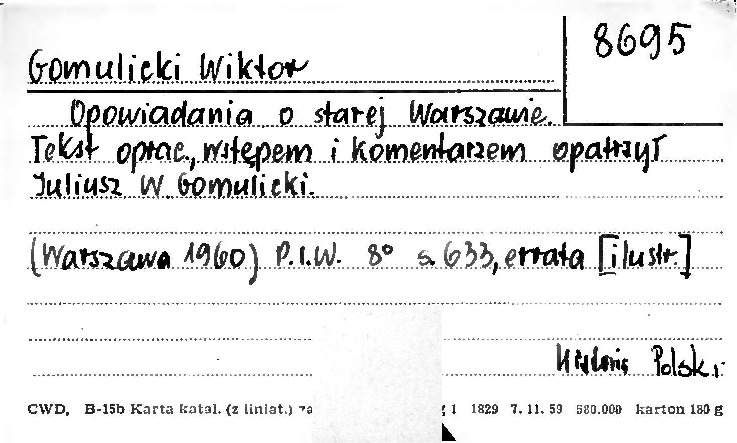 8695
Gomulicki Wiktor
Opowiadania o starej Warszawie.
Tekst oprac., wstępem i komentarzem opatrzył
Juliusz W. Gomulicki.
(Warszawa 1960) P.I.W. 8° s. 633, errata [ilustr.]
Polski
CWD, B-15b Karta katal. (z liniat.) 1 1829 7.11.59 580.000 karton 180 g